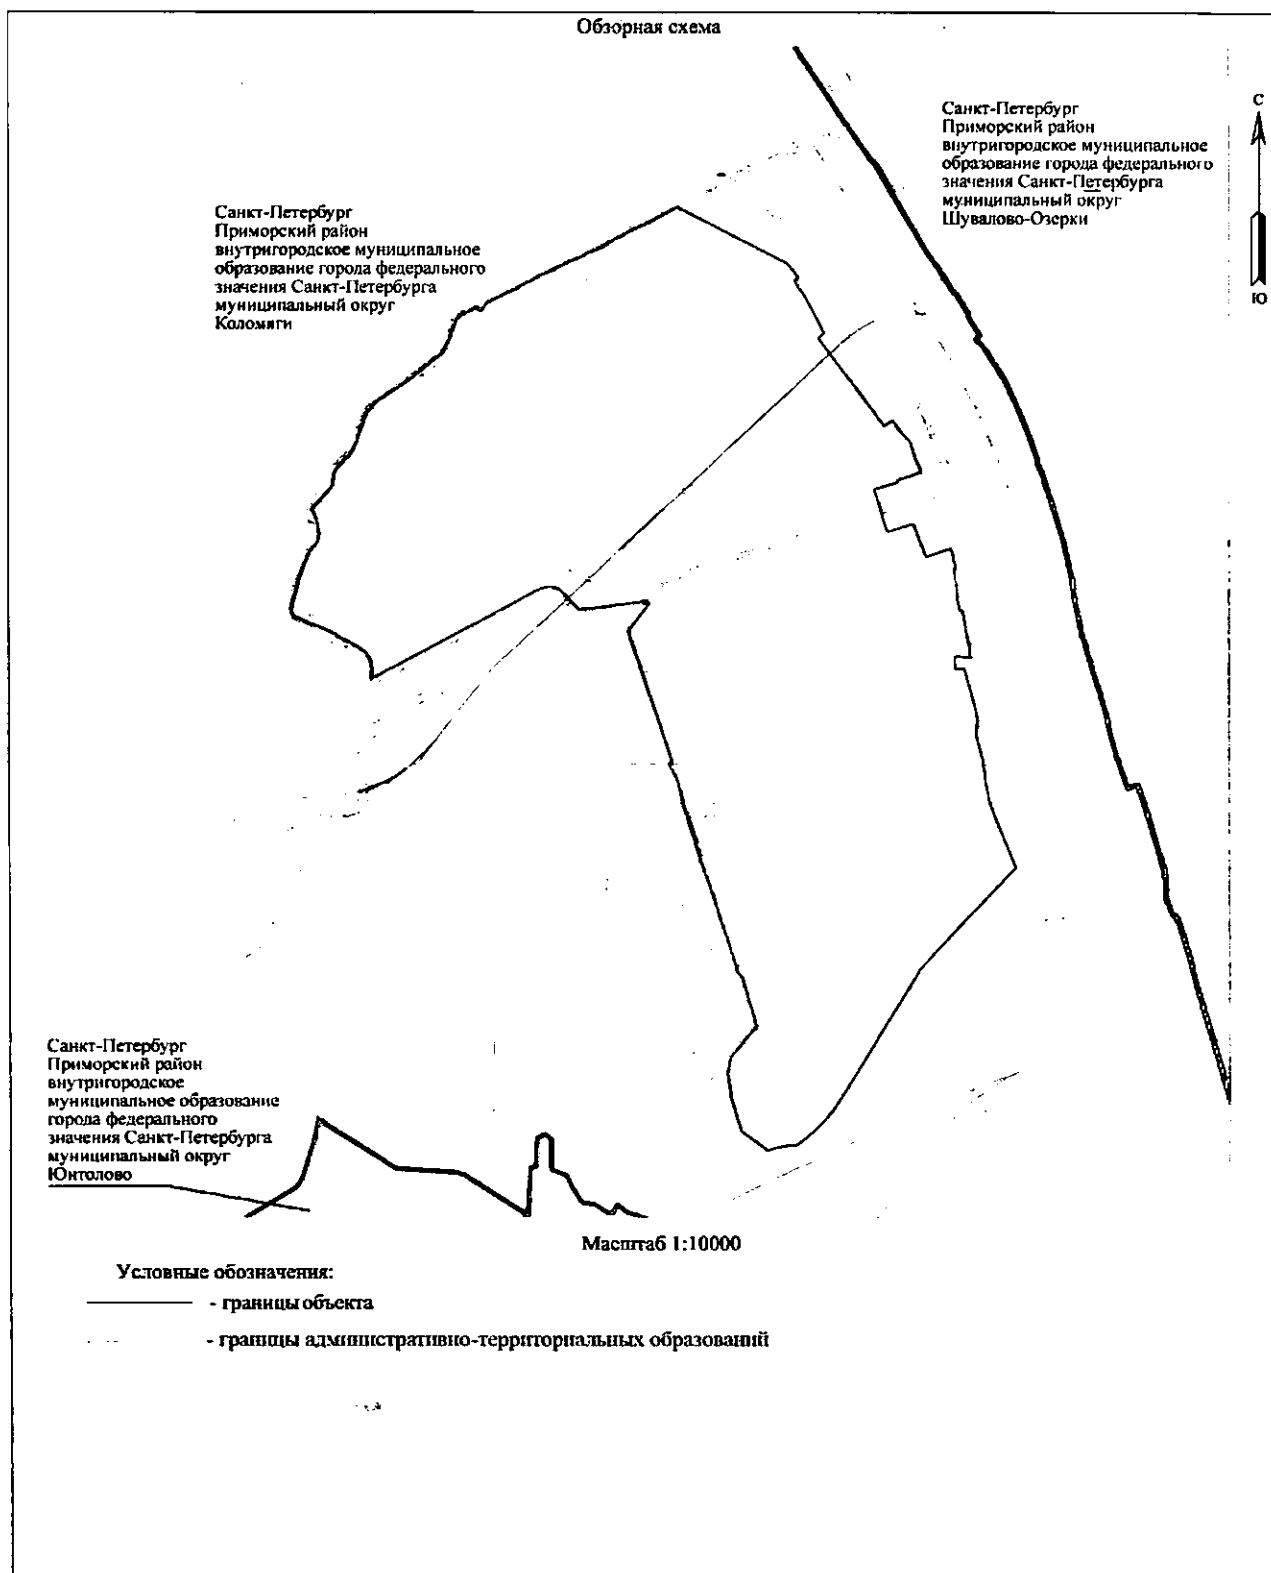 Обзорная схема
Санкт-Петербург
Приморский район
внутригородское муниципальное
образование города федерального
значения Санкт-Петербурга
муниципальный округ
Шувалово-Озерки
С
Ю
Санкт-Петербург
Приморский район
внутригородское муниципальное
образование города федерального
значения Санкт-Петербурга
муниципальный округ
Коломяги
Санкт-Петербург
Приморский район
внутригородское
муниципальное образование
города федерального
значения Санкт-Петербурга
муниципальный округ
Юнтолово
Масштаб 1:10000
Условные обозначения:
- границы объекта
- границы административно-территориальных образований